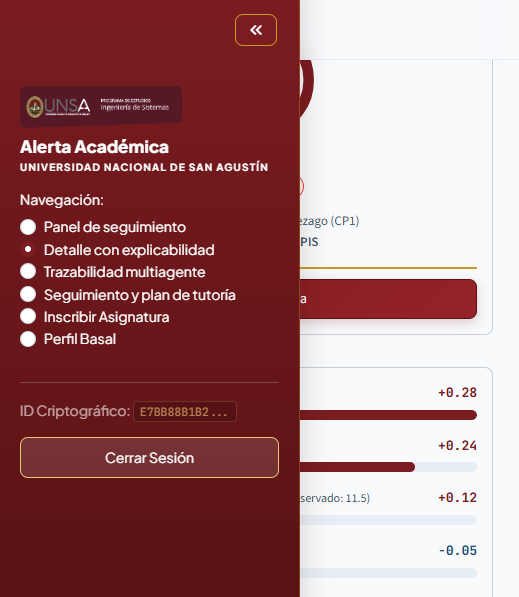 UNSA
PROGRAMA DE ESTUDIOS
Ingeniería de Sistemas
Alerta Académica
UNIVERSIDAD NACIONAL DE SAN AGUSTÍN
Navegación:
Panel de seguimiento
Detalle con explicabilidad
Trazabilidad multiagente
Seguimiento y plan de tutoría
Inscribir Asignatura
Perfil Basal
ID Criptográfico: E7BB88B1B2...
Cerrar Sesión
ezago (CP1)
PIS
a
+0.28
+0.24
servado: 11.5) +0.12
-0.05